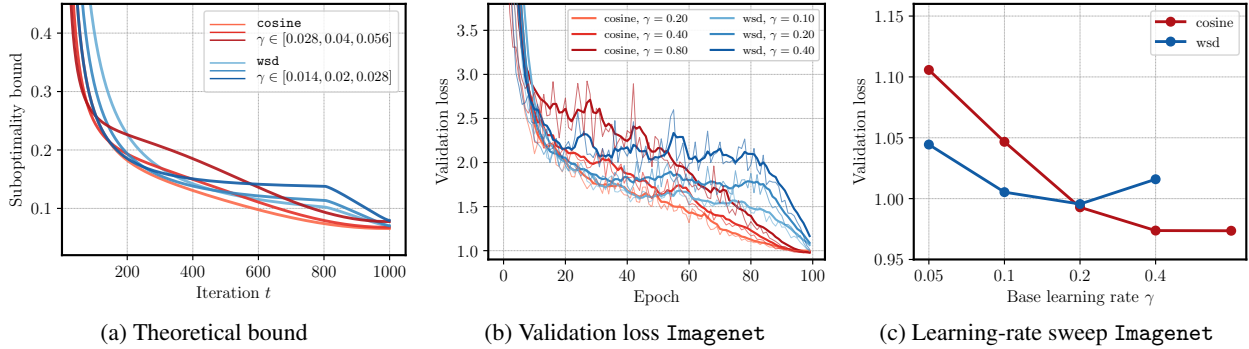 Suboptimality bound
0.4
0.3
0.2
0.1
200
400
600
800
1000
Iteration t
cosine
γ ∈ [0.028, 0.04, 0.056]
wsd
γ ∈ [0.014, 0.02, 0.028]
(a) Theoretical bound
Validation loss
3.5
3.0
2.5
2.0
1.5
1.0
0
20
40
60
80
100
Epoch
cosine, γ = 0.20
cosine, γ = 0.40
cosine, γ = 0.80
wsd, γ = 0.10
wsd, γ = 0.20
wsd, γ = 0.40
(b) Validation loss Imagenet
Validation loss
1.15
1.10
1.05
1.00
0.95
0.05
0.1
0.2
0.4
Base learning rate γ
cosine
wsd
(c) Learning-rate sweep Imagenet